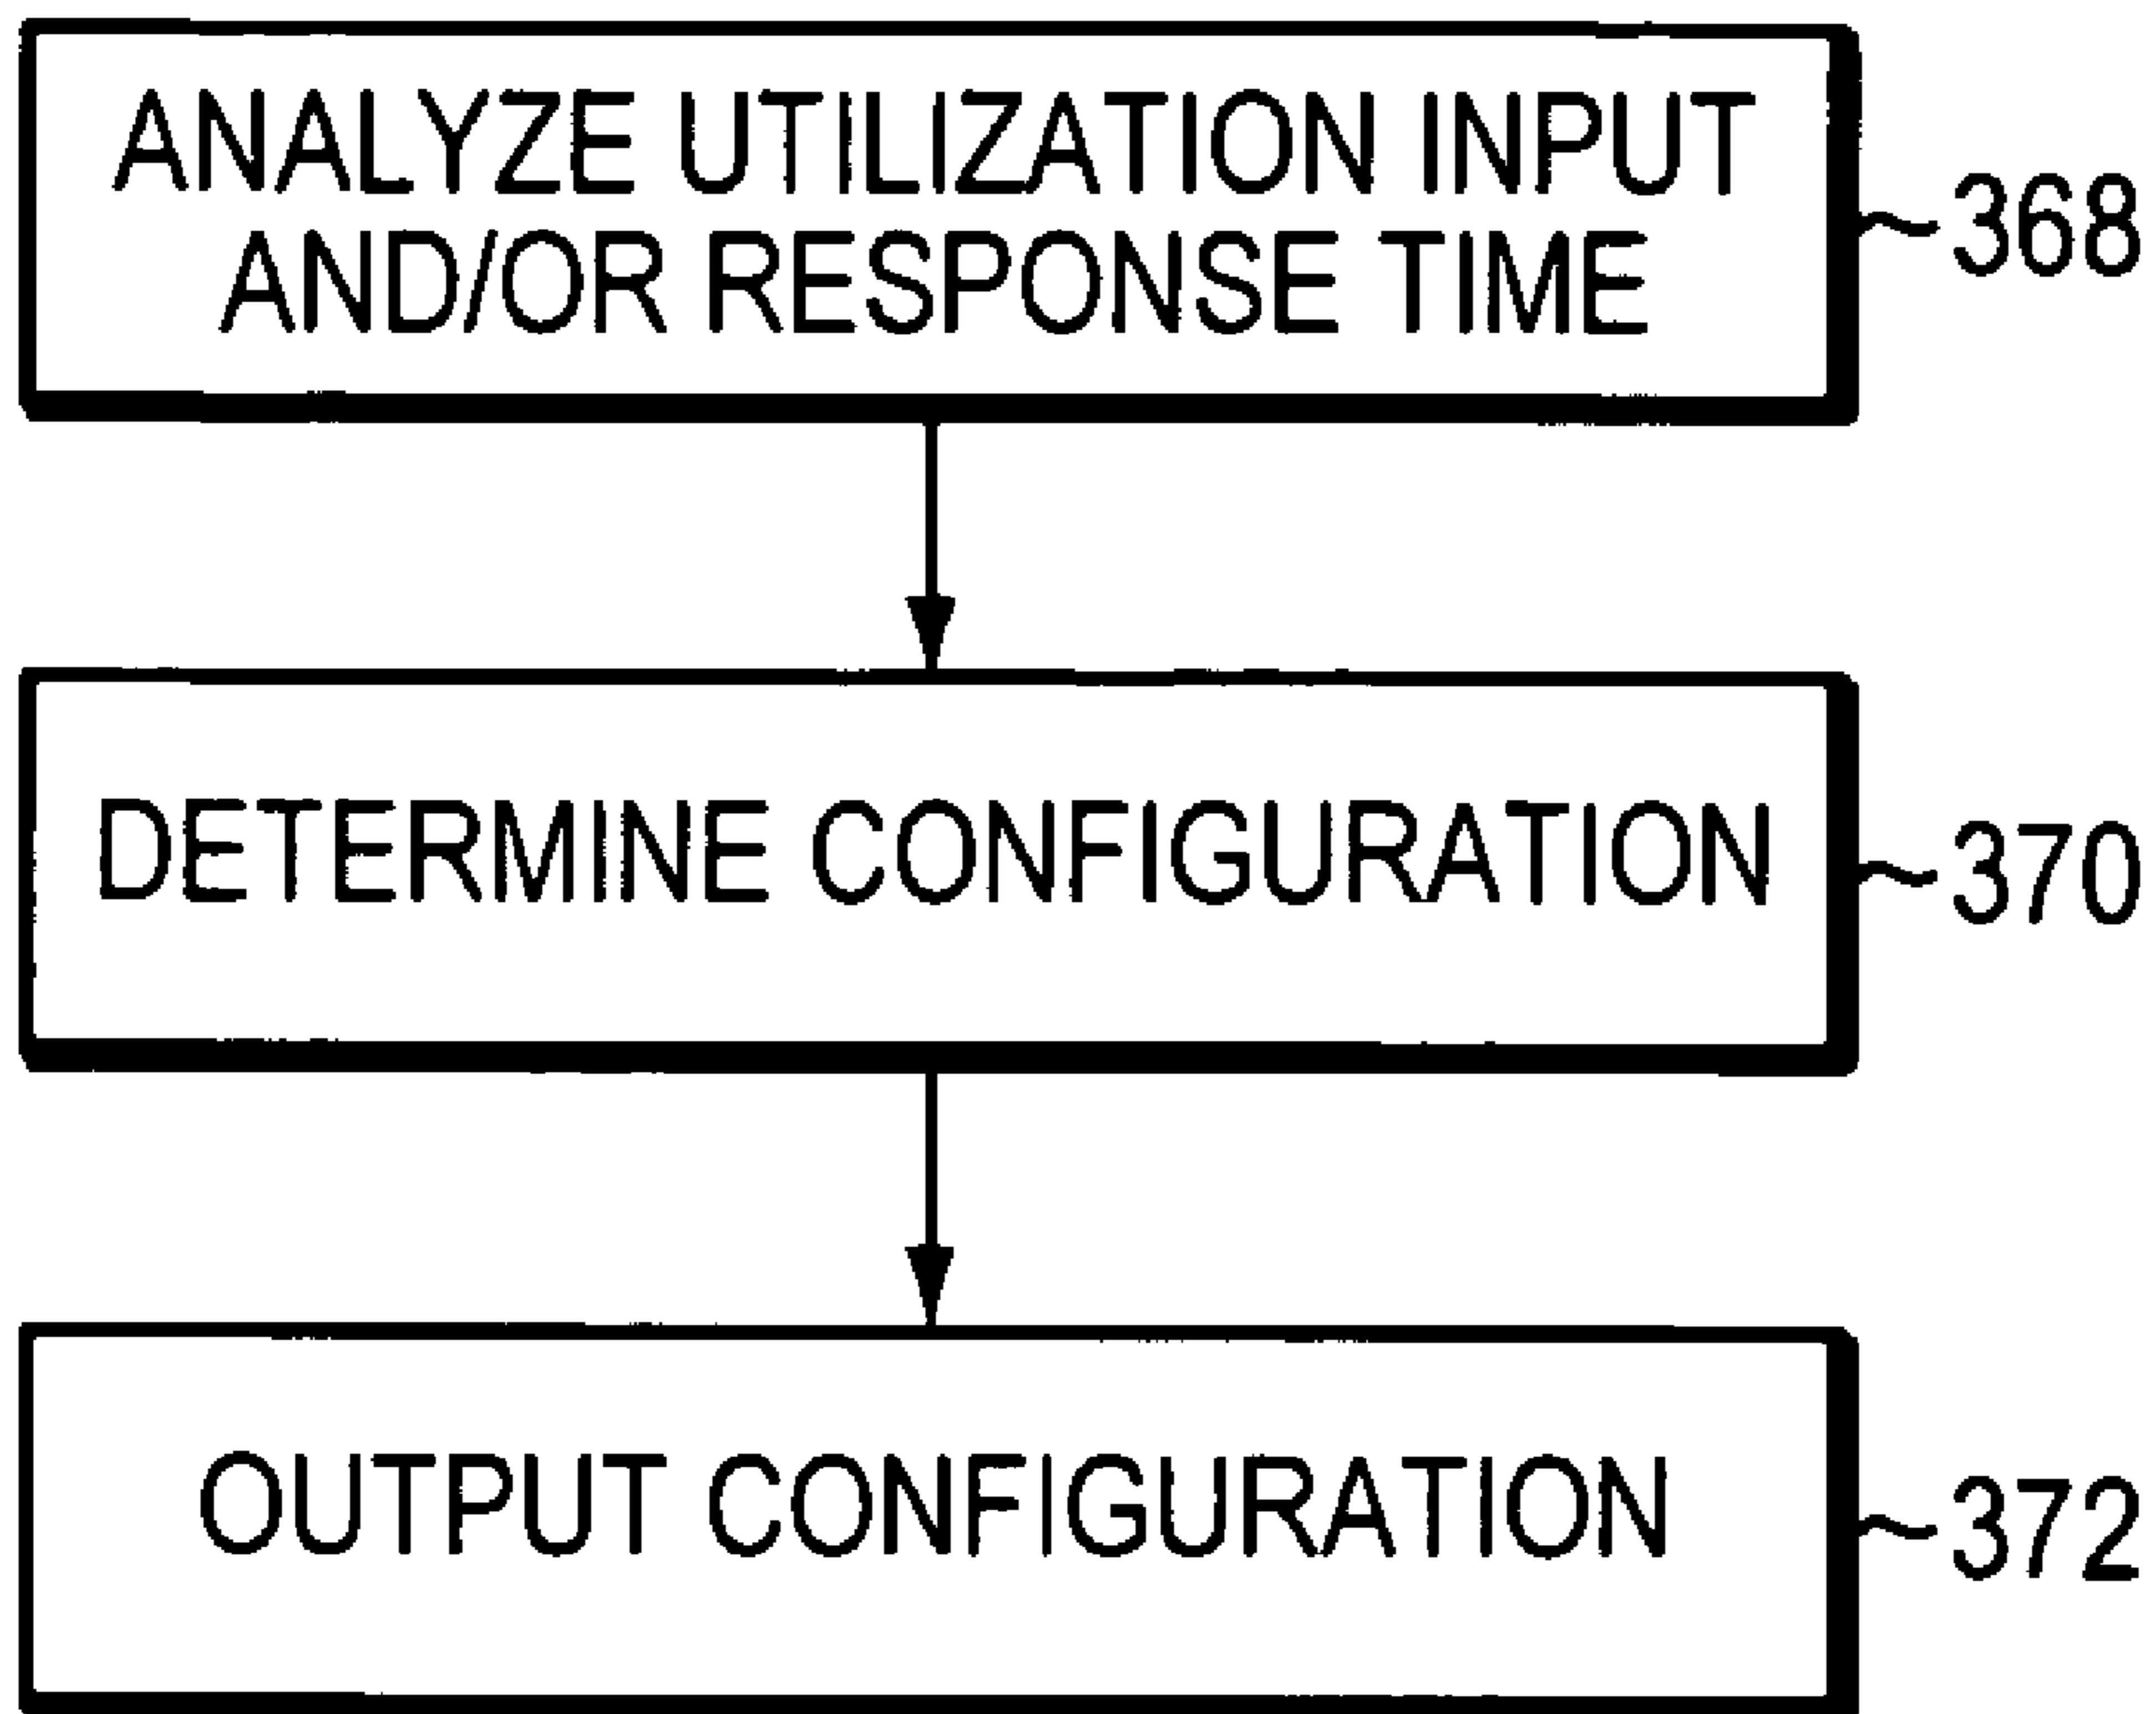 ANALYZE UTILIZATION INPUT
AND/OR RESPONSE TIME
368
DETERMINE CONFIGURATION
370
OUTPUT CONFIGURATION
372